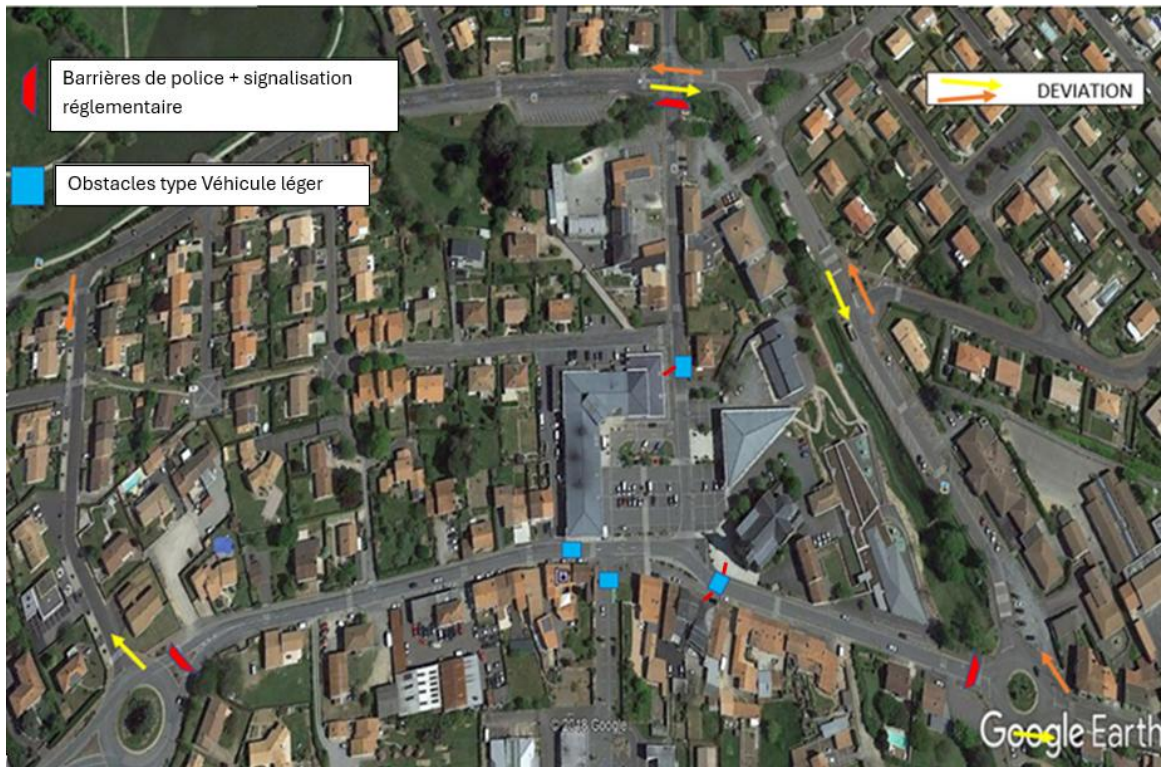 Barrières de police + signalisation
réglementaire
DEVIATION
Obstacles type Véhicule léger
© 2018 Google
Google Earth